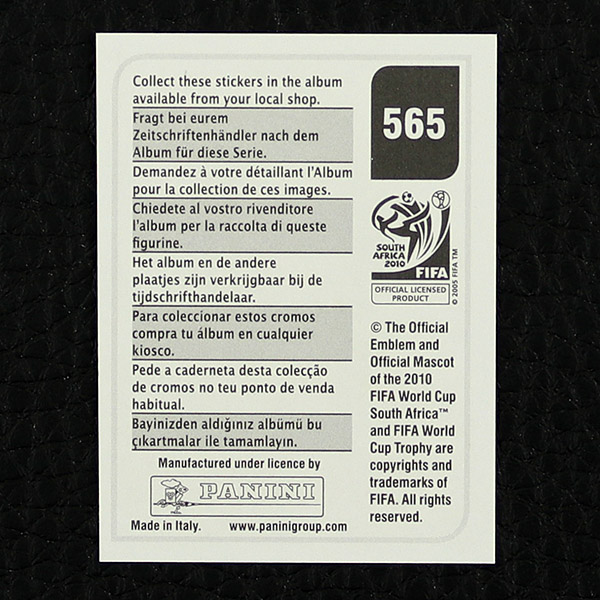 Collect these stickers in the album
available from your local shop.
Fragt bei eurem
Zeitschriftenhändler nach dem
Album für diese Serie.
Demandez à votre détaillant l'Album
pour la collection de ces images.
Chiedete al vostro rivenditore
l'album per la raccolta di queste
figurine.
Het album en de andere
plaatjes zijn verkrijgbaar bij de
tijdschrifthandelaar.
Para coleccionar estos cromos
compra tu álbum en cualquier
kiosco.
Pede a caderneta desta colecção
de cromos no teu ponto de venda
habitual.
Bayinizden aldığınız albümü bu
çıkartmalar ile tamamlayın.
Manufactured under licence by
PANINI
Made in Italy. www.paninigroup.com
565
SOUTH
AFRICA
2010
FIFA
© 2005 FIFA TM
OFFICIAL LICENSED
PRODUCT
© The Official
Emblem and
Official Mascot
of the 2010
FIFA World Cup
South Africa™
and FIFA World
Cup Trophy are
copyrights and
trademarks of
FIFA. All rights
reserved.